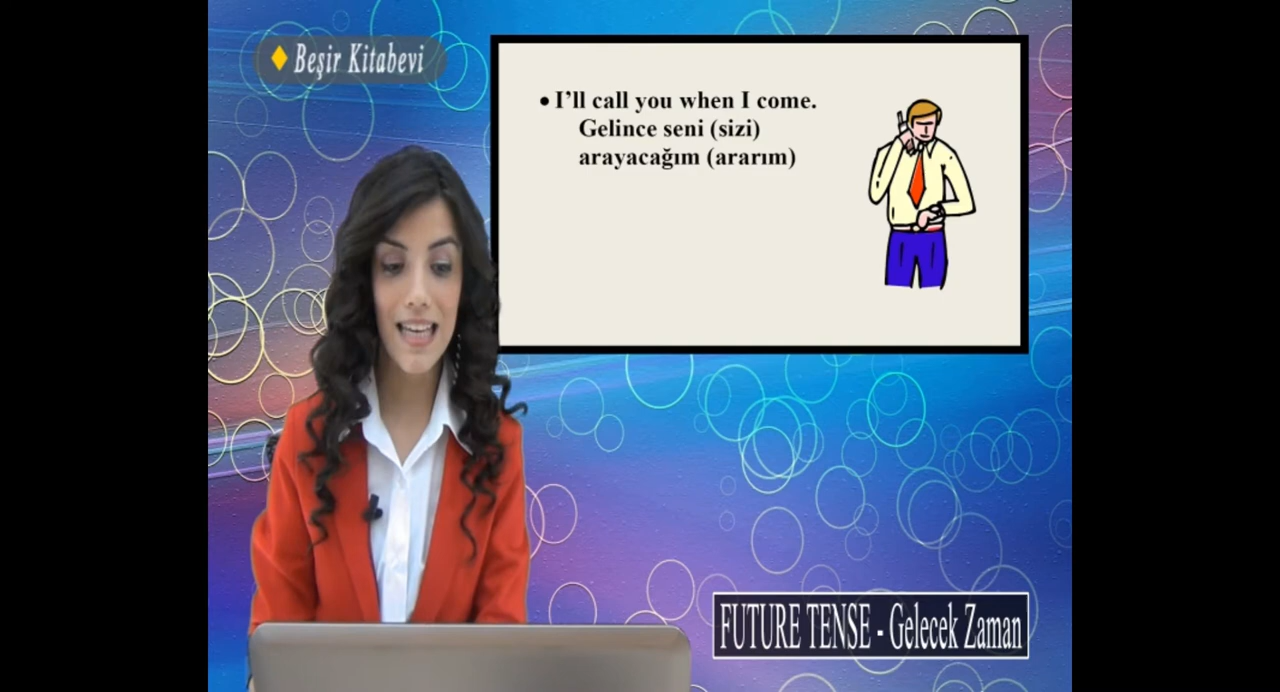 Beşir Kitabevi
• I’ll call you when I come.
Gelince seni (sizi)
arayacağım (ararım)
FUTURE TENSE - Gelecek Zaman